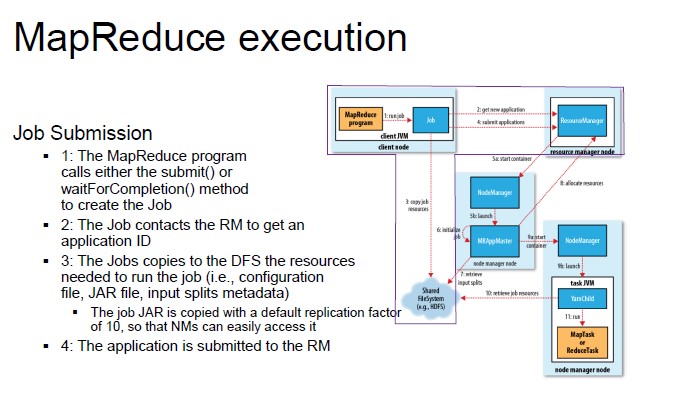 MapReduce execution
Job Submission
▪ 1: The MapReduce program
calls either the submit() or
waitForCompletion() method
to create the Job
▪ 2: The Job contacts the RM to get an
application ID
▪ 3: The Jobs copies to the DFS the resources
needed to run the job (i.e., configuration
file, JAR file, input splits metadata)
▪ The job JAR is copied with a default replication factor
of 10, so that NMs can easily access it
▪ 4: The application is submitted to the RM
MapReduce
program
1: run job
Job
client JVM
client node
2: get new application
4: submit applications
ResourceManager
resource manager node
5a: start container
8: allocate resources
3: copy job
resources
NodeManager
5b: launch
6: initialize
job
MRAppMaster
node manager node
9a: start
container
NodeManager
9b: launch
7: retrieve
input splits
Shared
FileSystem
(e.g., HDFS)
10: retrieve job resources
task JVM
YarnChild
11: run
MapTask
or
ReduceTask
node manager node